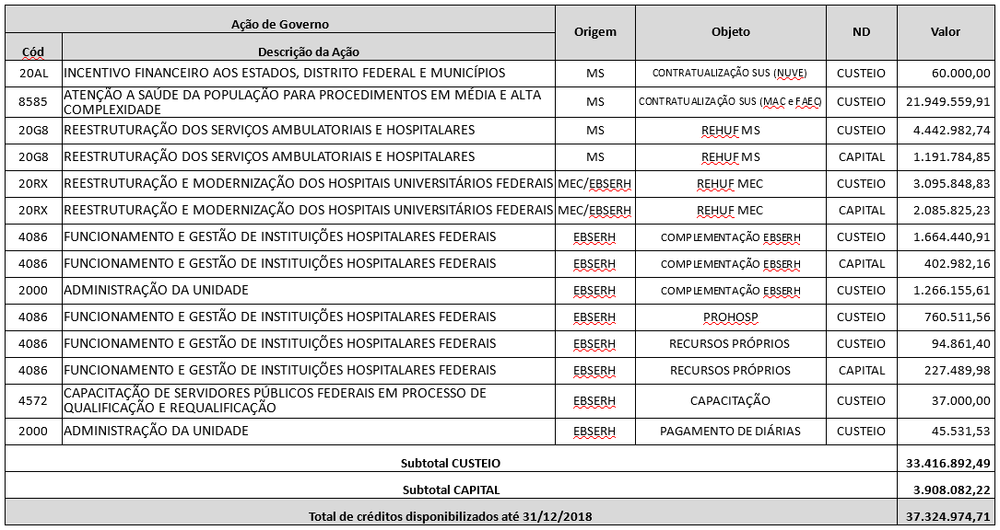 Ação de Governo Origem Objeto ND Valor
Cód Descrição da Ação
20AL INCENTIVO FINANCEIRO AOS ESTADOS, DISTRITO FEDERAL E MUNICÍPIOS MS CONTRATUALIZAÇÃO SUS (NUVE) CUSTEIO 60.000,00
8585 ATENÇÃO A SAÚDE DA POPULAÇÃO PARA PROCEDIMENTOS EM MÉDIA E ALTA
COMPLEXIDADE MS CONTRATUALIZAÇÃO SUS (MAC e FAEC) CUSTEIO 21.949.559,91
20G8 REESTRUTURAÇÃO DOS SERVIÇOS AMBULATORIAIS E HOSPITALARES MS REHUF MS CUSTEIO 4.442.982,74
20G8 REESTRUTURAÇÃO DOS SERVIÇOS AMBULATORIAIS E HOSPITALARES MS REHUF MS CAPITAL 1.191.784,85
20RX REESTRUTURAÇÃO E MODERNIZAÇÃO DOS HOSPITAIS UNIVERSITÁRIOS FEDERAIS MEC/EBSERH REHUF MEC CUSTEIO 3.095.848,83
20RX REESTRUTURAÇÃO E MODERNIZAÇÃO DOS HOSPITAIS UNIVERSITÁRIOS FEDERAIS MEC/EBSERH REHUF MEC CAPITAL 2.085.825,23
4086 FUNCIONAMENTO E GESTÃO DE INSTITUIÇÕES HOSPITALARES FEDERAIS EBSERH COMPLEMENTAÇÃO EBSERH CUSTEIO 1.664.440,91
4086 FUNCIONAMENTO E GESTÃO DE INSTITUIÇÕES HOSPITALARES FEDERAIS EBSERH COMPLEMENTAÇÃO EBSERH CAPITAL 402.982,16
2000 ADMINISTRAÇÃO DA UNIDADE EBSERH COMPLEMENTAÇÃO EBSERH CUSTEIO 1.266.155,61
4086 FUNCIONAMENTO E GESTÃO DE INSTITUIÇÕES HOSPITALARES FEDERAIS EBSERH PROHOSP CUSTEIO 760.511,56
4086 FUNCIONAMENTO E GESTÃO DE INSTITUIÇÕES HOSPITALARES FEDERAIS EBSERH RECURSOS PRÓPRIOS CUSTEIO 94.861,40
4086 FUNCIONAMENTO E GESTÃO DE INSTITUIÇÕES HOSPITALARES FEDERAIS EBSERH RECURSOS PRÓPRIOS CAPITAL 227.489,98
4572 CAPACITAÇÃO DE SERVIDORES PÚBLICOS FEDERAIS EM PROCESSO DE
QUALIFICAÇÃO E REQUALIFICAÇÃO EBSERH CAPACITAÇÃO CUSTEIO 37.000,00
2000 ADMINISTRAÇÃO DA UNIDADE EBSERH PAGAMENTO DE DIÁRIAS CUSTEIO 45.531,53
Subtotal CUSTEIO 33.416.892,49
Subtotal CAPITAL 3.908.082,22
Total de créditos disponibilizados até 31/12/2018 37.324.974,71